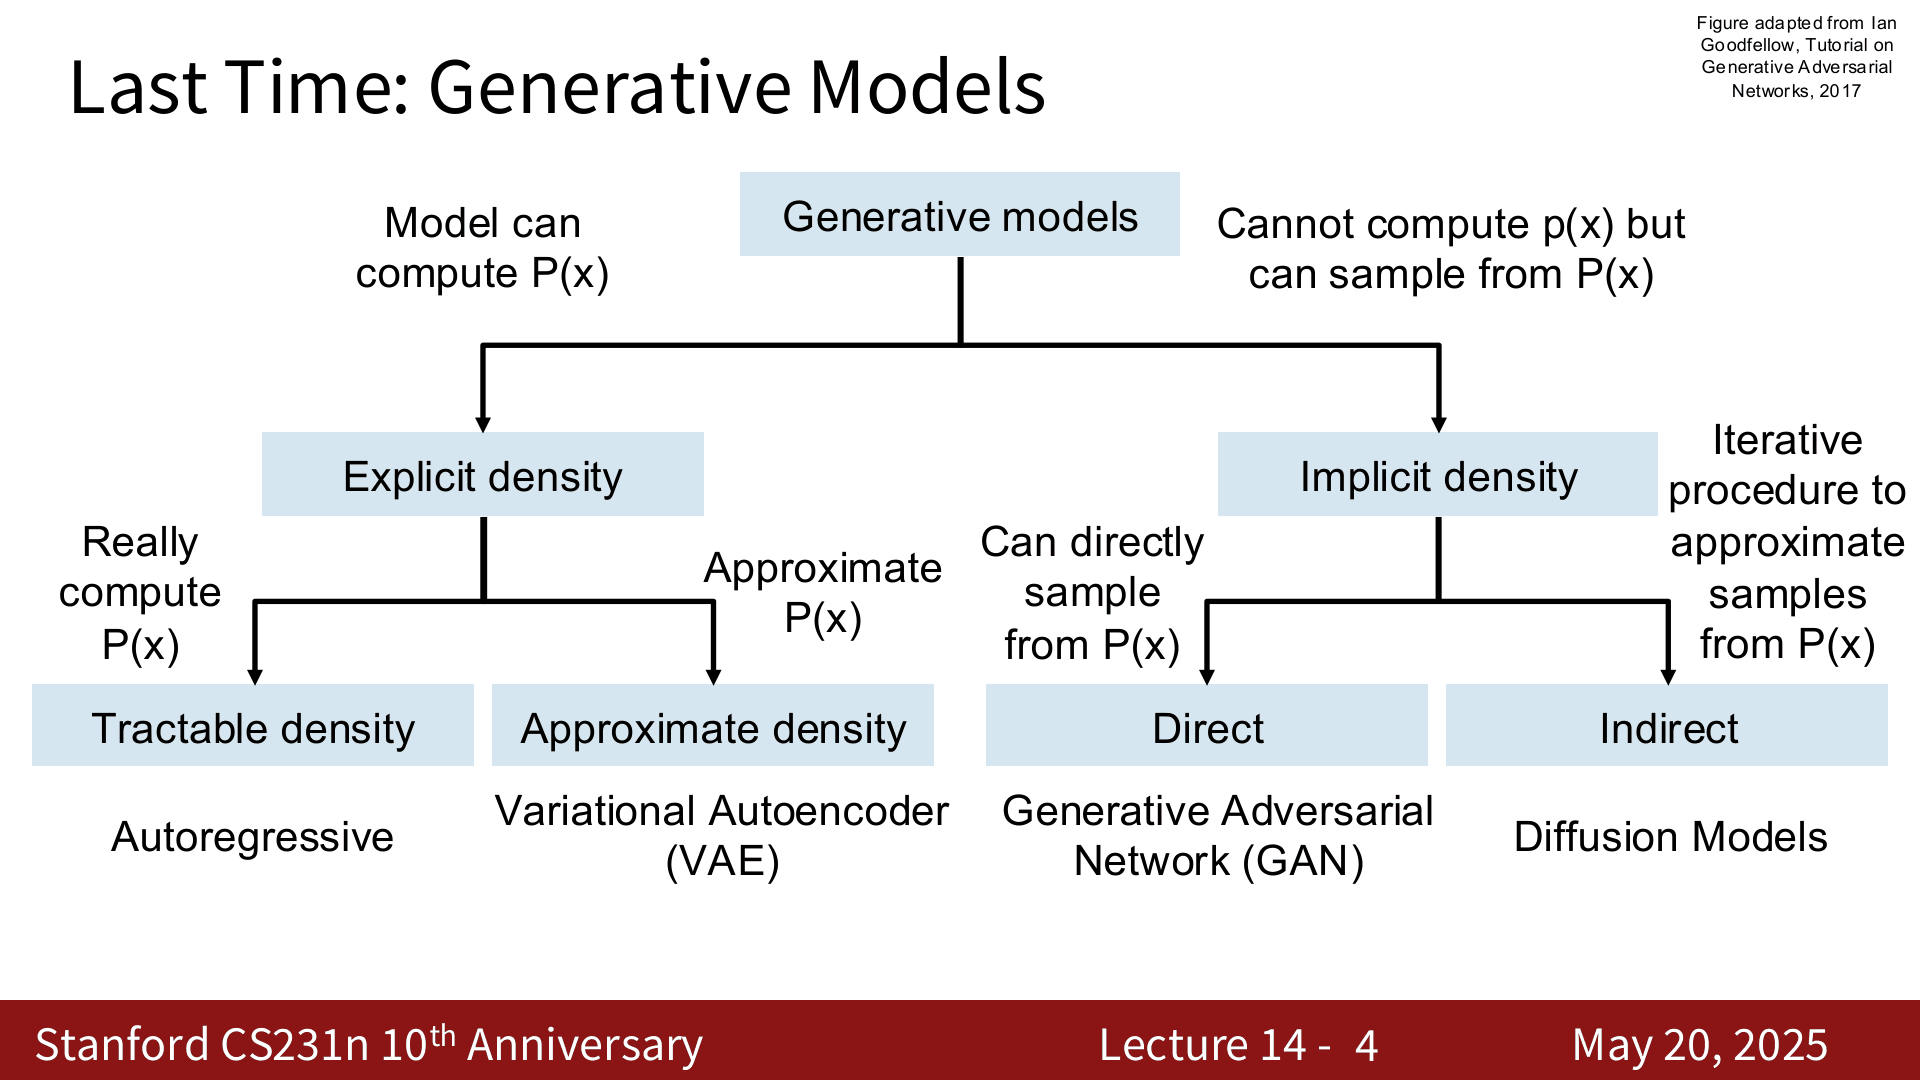 Figure adapted from Ian
Goodfellow, Tutorial on
Generative Adversarial
Networks, 2017
Last Time: Generative Models
Model can
compute P(x)
Generative models
Cannot compute p(x) but
can sample from P(x)
Explicit density
Implicit density
Really
compute
P(x)
Approximate
P(x)
Can directly
sample
from P(x)
Iterative
procedure to
approximate
samples
from P(x)
Tractable density
Approximate density
Direct
Indirect
Autoregressive
Variational Autoencoder
(VAE)
Generative Adversarial
Network (GAN)
Diffusion Models
Stanford CS231n 10th Anniversary
Lecture 14 - 4
May 20, 2025